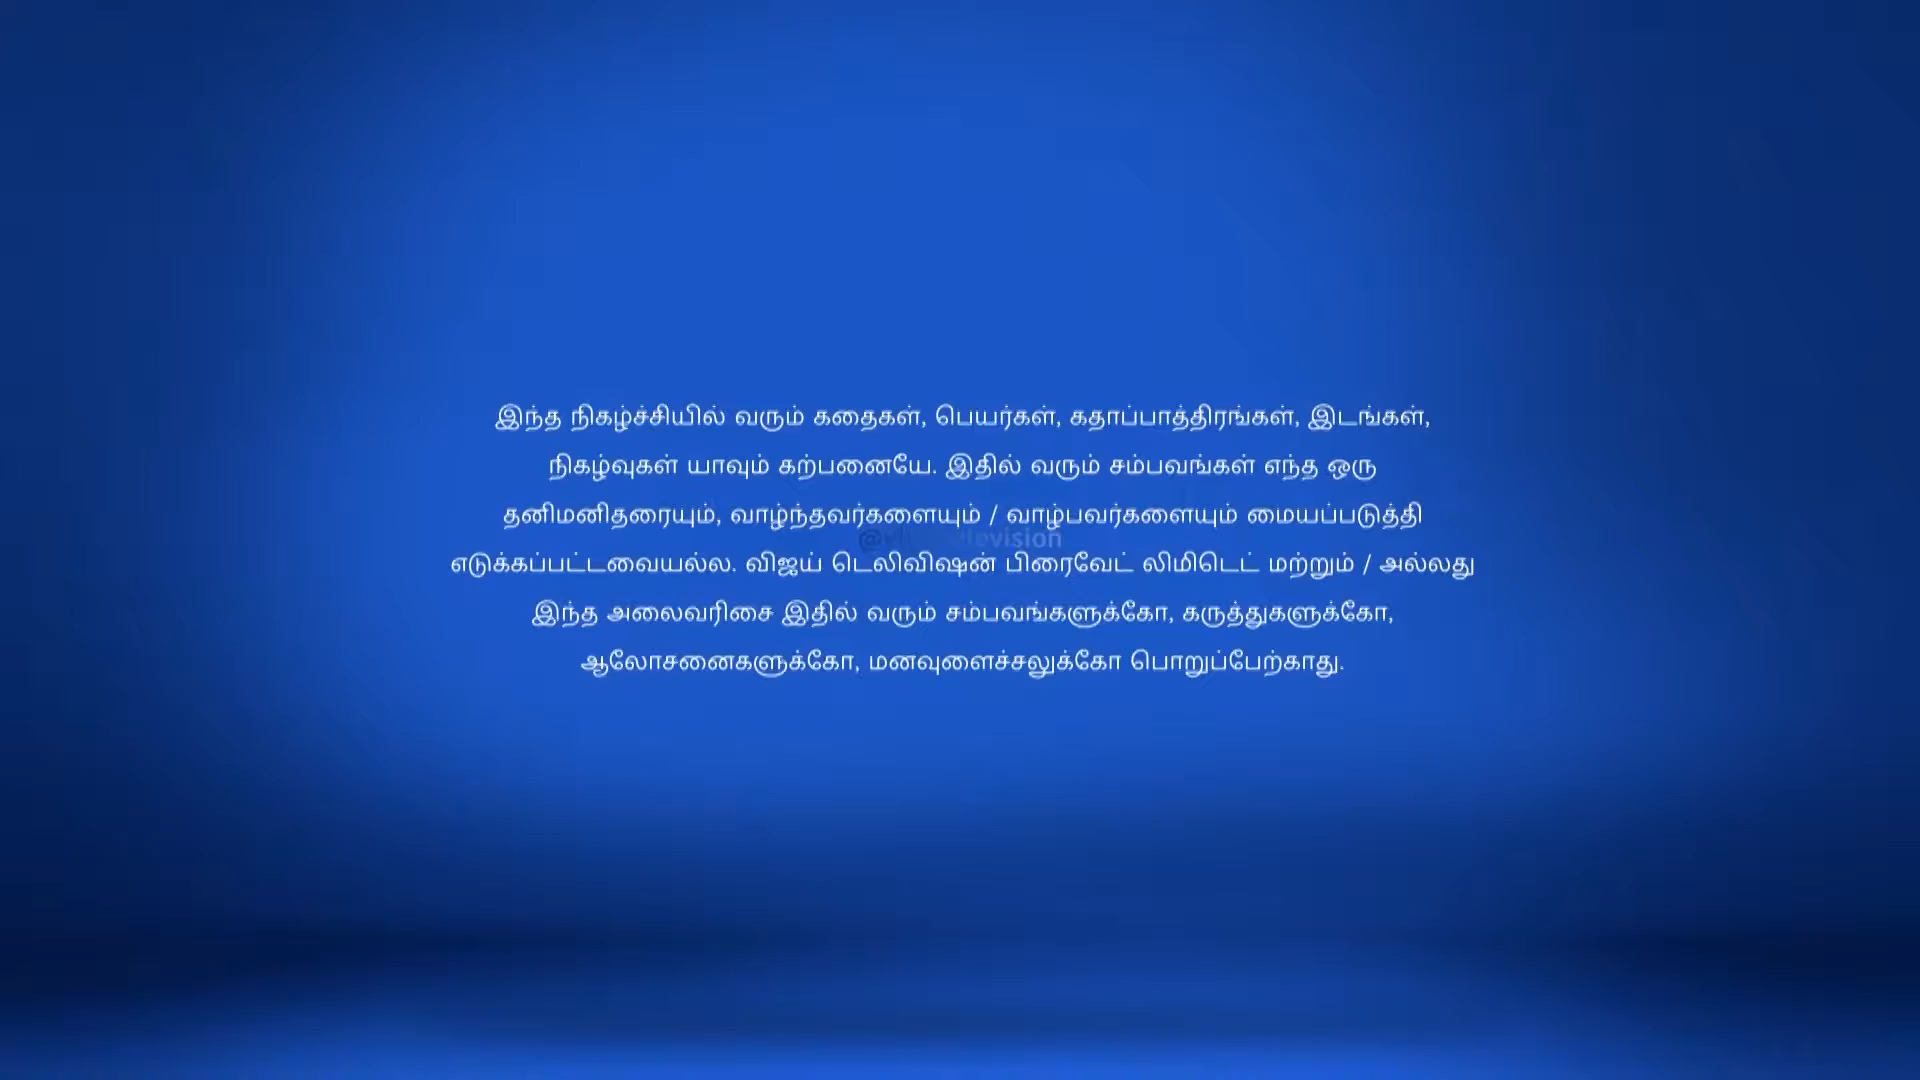 இந்த நிகழ்ச்சியில் வரும் கதைகள், பெயர்கள், கதாப்பாத்திரங்கள், இடங்கள்,
நிகழ்வுகள் யாவும் கற்பனையே. இதில் வரும் சம்பவங்கள் எந்த ஒரு
தனிமனிதரையும், வாழ்ந்தவர்களையும் / வாழ்பவர்களையும் மையப்படுத்தி
எடுக்கப்பட்டவையல்ல. விஜய் டெலிவிஷன் பிரைவேட் லிமிடெட் மற்றும் / அல்லது
இந்த அலைவரிசை இதில் வரும் சம்பவங்களுக்கோ, கருத்துகளுக்கோ,
ஆலோசனைகளுக்கோ, மனவுளைச்சலுக்கோ பொறுப்பேற்காது.